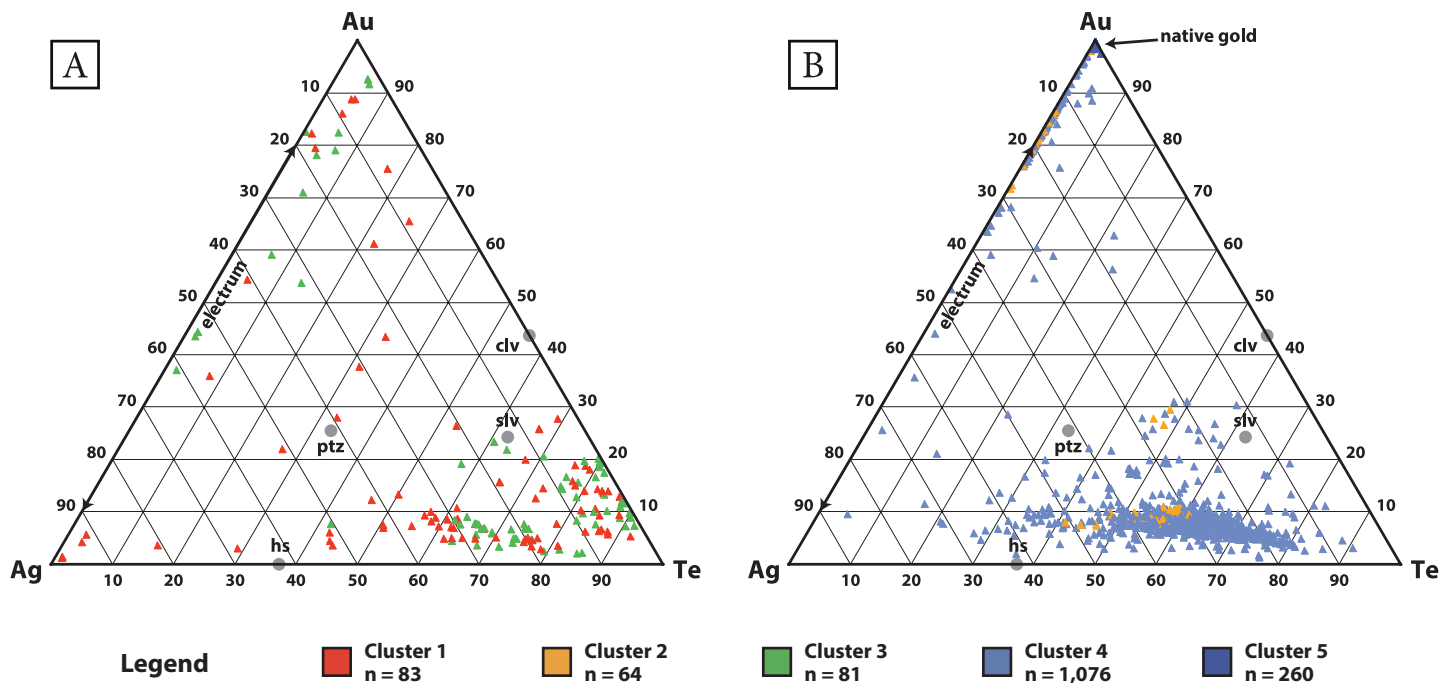 A
Au
10 90
20 80
30 70
40 60
electrum
50 50
clv
60 40
70 30
slv
ptz
80 20
90 10
hs
Ag Te
10 20 30 40 50 60 70 80 90
B
Au
native gold
10 90
20 80
30 70
40 60
electrum
50 50
clv
60 40
70 30
slv
ptz
80 20
90 10
hs
Ag Te
10 20 30 40 50 60 70 80 90
Legend
Cluster 1
n = 83
Cluster 2
n = 64
Cluster 3
n = 81
Cluster 4
n = 1,076
Cluster 5
n = 260